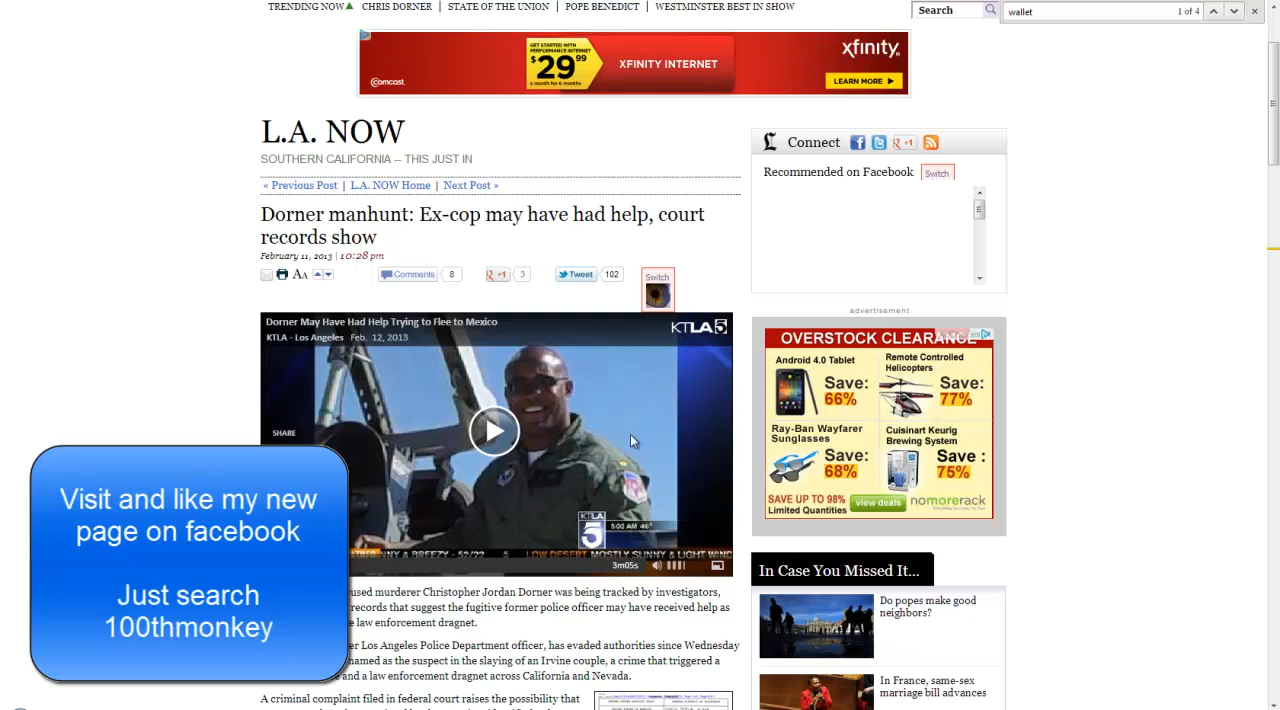 TRENDING NOW▲ CHRIS DORNER | STATE OF THE UNION | POPE BENEDICT | WESTMINSTER BEST IN SHOW
Search
wallet
1 of 4
GET STARTED WITH
PERFORMANCE INTERNET
$29.99
a month for 6 months
XFINITY INTERNET
xfinity
comcast
LEARN MORE ▶
L.A. NOW
SOUTHERN CALIFORNIA -- THIS JUST IN
« Previous Post | L.A. NOW Home | Next Post »
Dorner manhunt: Ex-cop may have had help, court
records show
February 11, 2013 | 10:28 pm
AA
Comments 8
+1 3
Tweet 102
Switch
Dorner May Have Had Help Trying to Flee to Mexico
KTLA - Los Angeles Feb. 12, 2013
KTLA 5
SHARE
KTLA
5
5:02 AM 46°
NNY & BREEZY - 52/22
LOW DESERT MOSTLY SUNNY & LIGHT WIND
3m05s
Visit and like my new
page on facebook
Just search
100thmonkey
used murderer Christopher Jordan Dorner was being tracked by investigators,
records that suggest the fugitive former police officer may have received help as
law enforcement dragnet.
er Los Angeles Police Department officer, has evaded authorities since Wednesday
named as the suspect in the slaying of an Irvine couple, a crime that triggered a
and a law enforcement dragnet across California and Nevada.
A criminal complaint filed in federal court raises the possibility that
Connect
+1
Recommended on Facebook
Switch
advertisement
OVERSTOCK CLEARANCE
Android 4.0 Tablet
Save:
66%
Remote Controlled
Helicopters
Save:
77%
Ray-Ban Wayfarer
Sunglasses
Save:
68%
Cuisinart Keurig
Brewing System
Save :
75%
SAVE UP TO 98%
Limited Quantities
view deals
nomorerack
In Case You Missed It...
Do popes make good
neighbors?
In France, same-sex
marriage bill advances